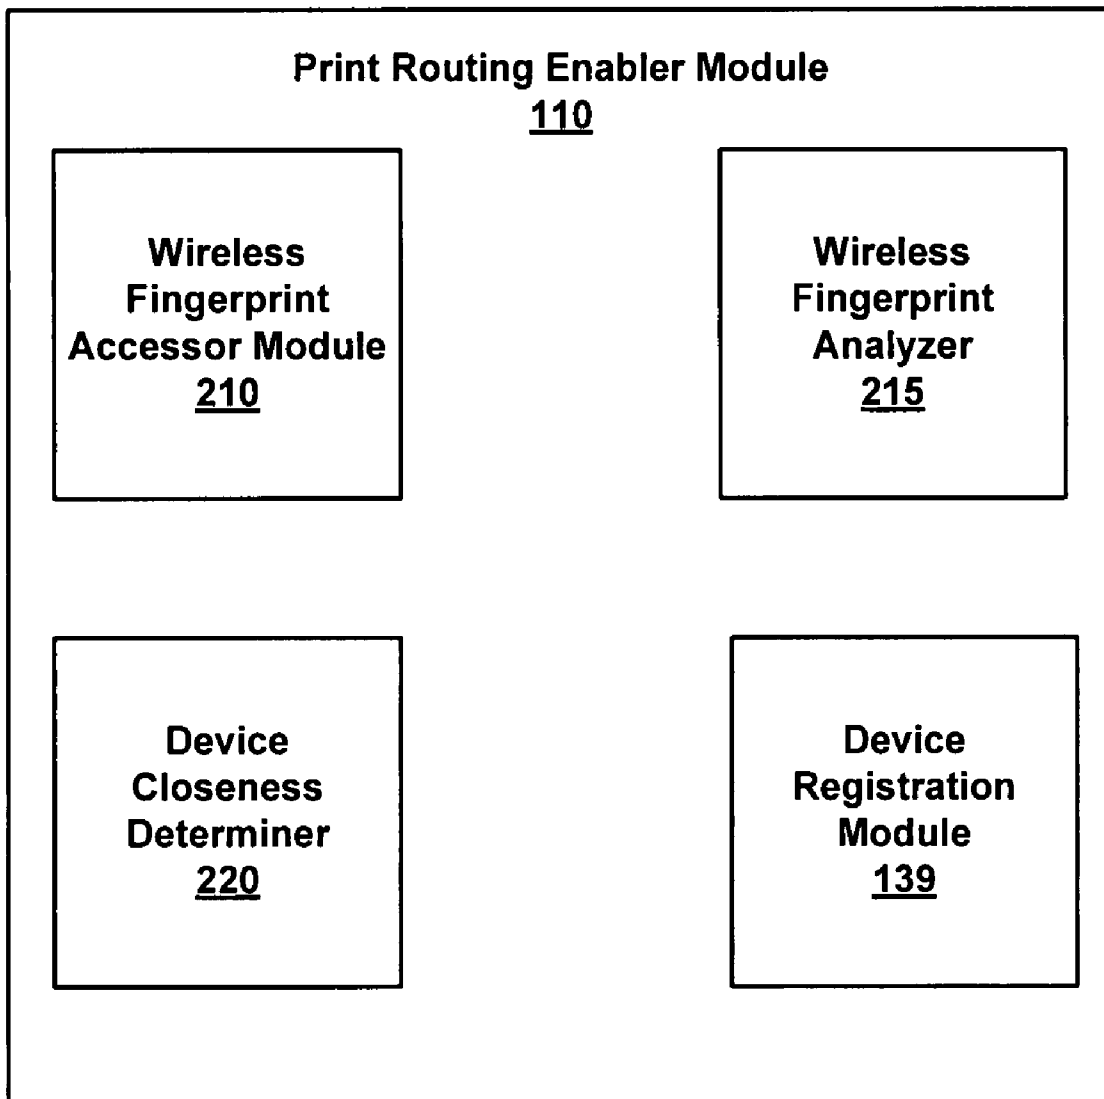 Print Routing Enabler Module
110
Wireless
Fingerprint
Accessor Module
210
Wireless
Fingerprint
Analyzer
215
Device
Closeness
Determiner
220
Device
Registration
Module
139